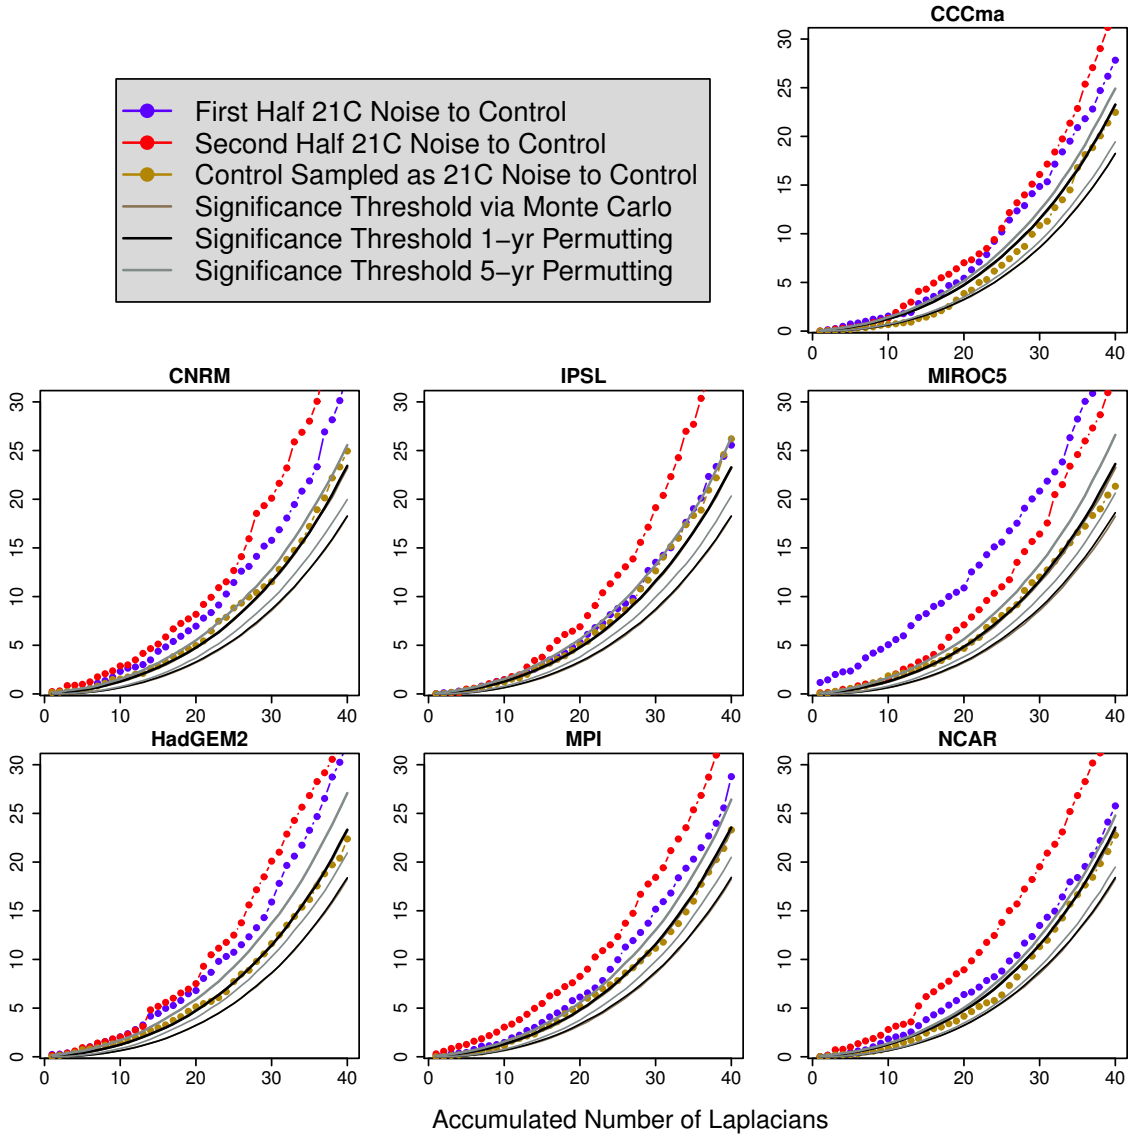 CCCma
First Half 21C Noise to Control
Second Half 21C Noise to Control
Control Sampled as 21C Noise to Control
Significance Threshold via Monte Carlo
Significance Threshold 1−yr Permutting
Significance Threshold 5−yr Permutting
0 5 10 15 20 25 30
0 10 20 30 40
CNRM IPSL MIROC5
0 5 10 15 20 25 30
0 5 10 15 20 25 30
0 5 10 15 20 25 30
0 10 20 30 40
0 10 20 30 40
0 10 20 30 40
HadGEM2 MPI NCAR
0 5 10 15 20 25 30
0 5 10 15 20 25 30
0 5 10 15 20 25 30
0 10 20 30 40
0 10 20 30 40
0 10 20 30 40
Accumulated Number of Laplacians